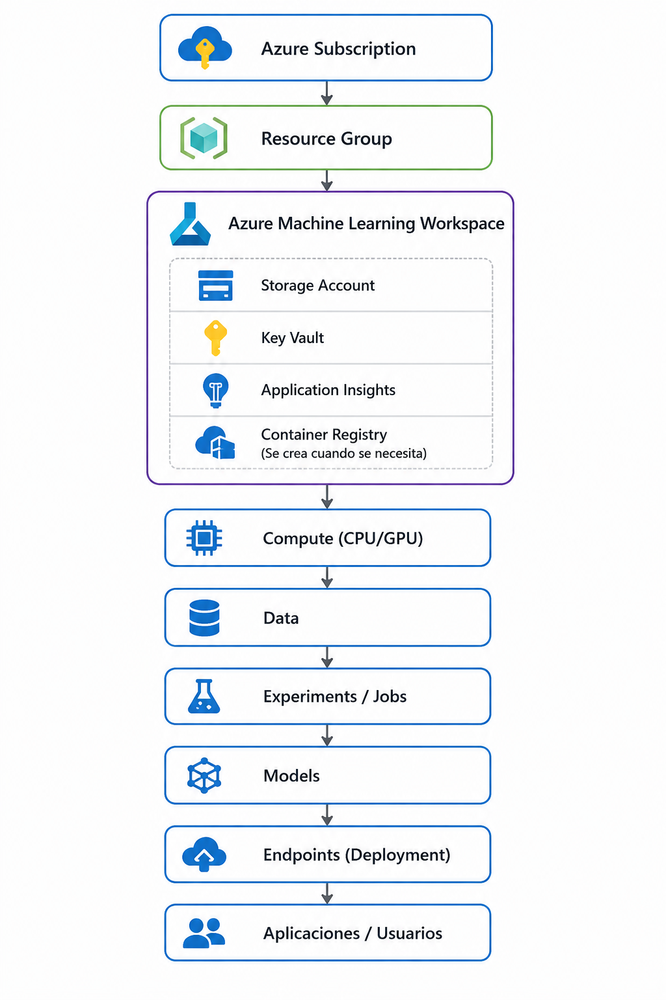 Azure Subscription
Resource Group
Azure Machine Learning Workspace
Storage Account
Key Vault
Application Insights
Container Registry
(Se crea cuando se necesita)
Compute (CPU/GPU)
Data
Experiments / Jobs
Models
Endpoints (Deployment)
Aplicaciones / Usuarios